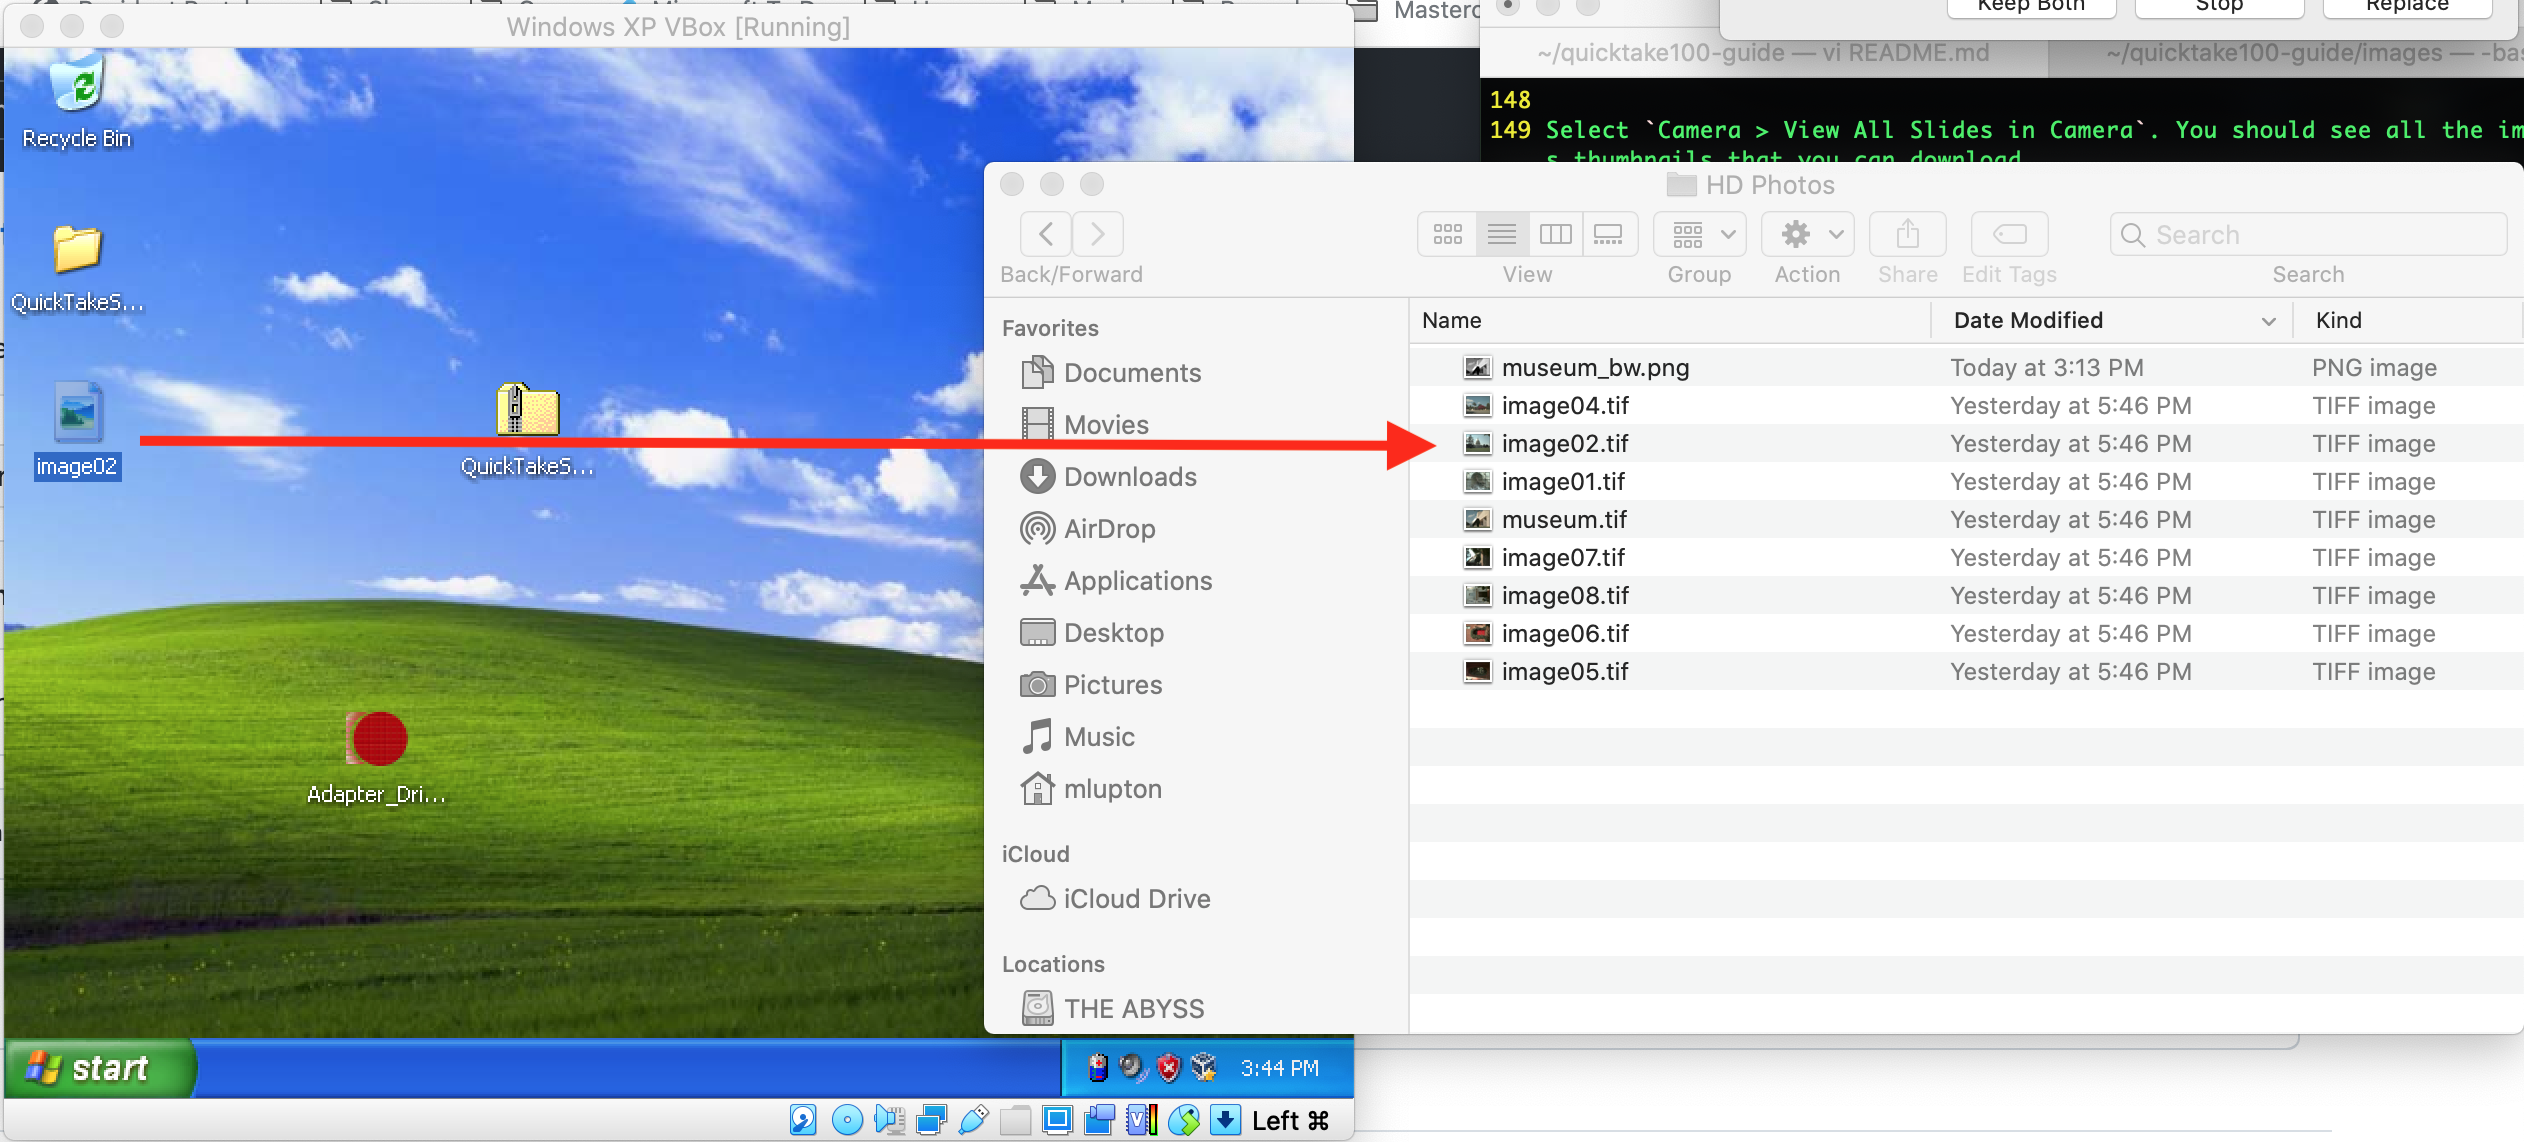 Windows XP VBox [Running]
Keep Both
Stop
Replace
~/quicktake100-guide — vi README.md
~/quicktake100-guide/images — -bas
148
149 Select `Camera > View All Slides in Camera`. You should see all the im
s thumbnails that you can download
Recycle Bin
QuickTakeS...
image02
QuickTakeS...
Adapter_Dri...
start
3:44 PM
Left ⌘
HD Photos
Back/Forward
View
Group
Action
Share
Edit Tags
Search
Search
Favorites
Documents
Movies
Downloads
AirDrop
Applications
Desktop
Pictures
Music
mlupton
iCloud
iCloud Drive
Locations
THE ABYSS
Name Date Modified Kind
museum_bw.png Today at 3:13 PM PNG image
image04.tif Yesterday at 5:46 PM TIFF image
image02.tif Yesterday at 5:46 PM TIFF image
image01.tif Yesterday at 5:46 PM TIFF image
museum.tif Yesterday at 5:46 PM TIFF image
image07.tif Yesterday at 5:46 PM TIFF image
image08.tif Yesterday at 5:46 PM TIFF image
image06.tif Yesterday at 5:46 PM TIFF image
image05.tif Yesterday at 5:46 PM TIFF image